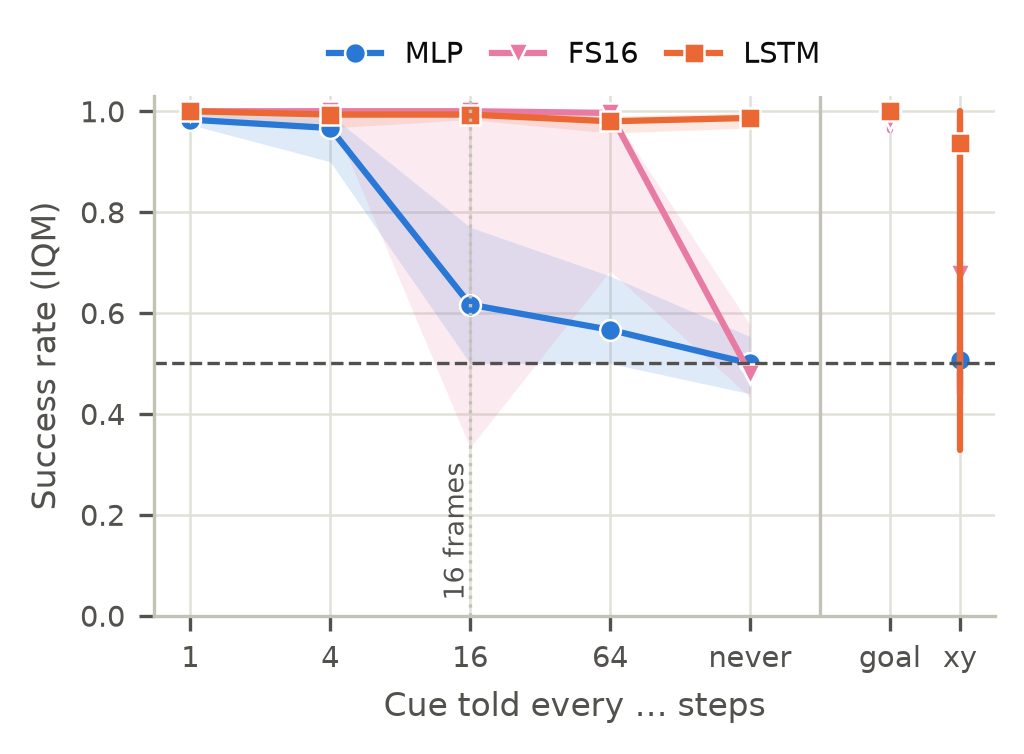 MLP FS16 LSTM
Success rate (IQM)
1.0
0.8
0.6
0.4
0.2
0.0
16 frames
1 4 16 64 never goal xy
Cue told every ... steps